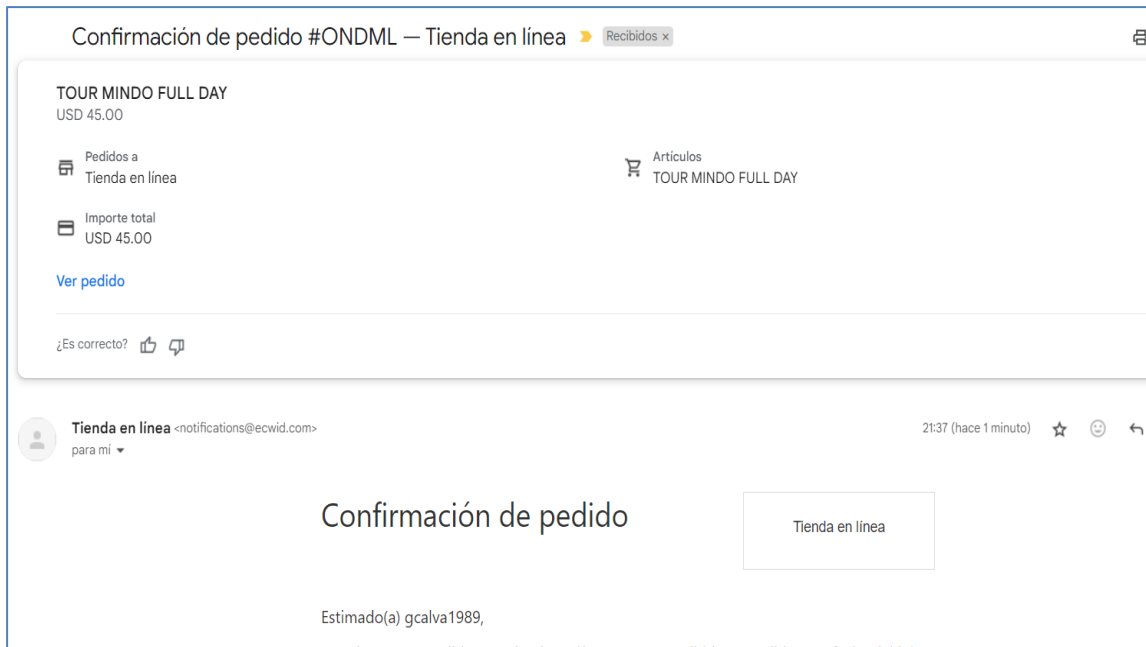 Confirmación de pedido #ONDML — Tienda en línea Recibidos ×
TOUR MINDO FULL DAY
USD 45.00
Pedidos a
Tienda en línea
Artículos
TOUR MINDO FULL DAY
Importe total
USD 45.00
Ver pedido
¿Es correcto?
Tienda en línea <notifications@ecwid.com>
21:37 (hace 1 minuto)
para mí
Confirmación de pedido
Tienda en línea
Estimado(a) gcalva1989,